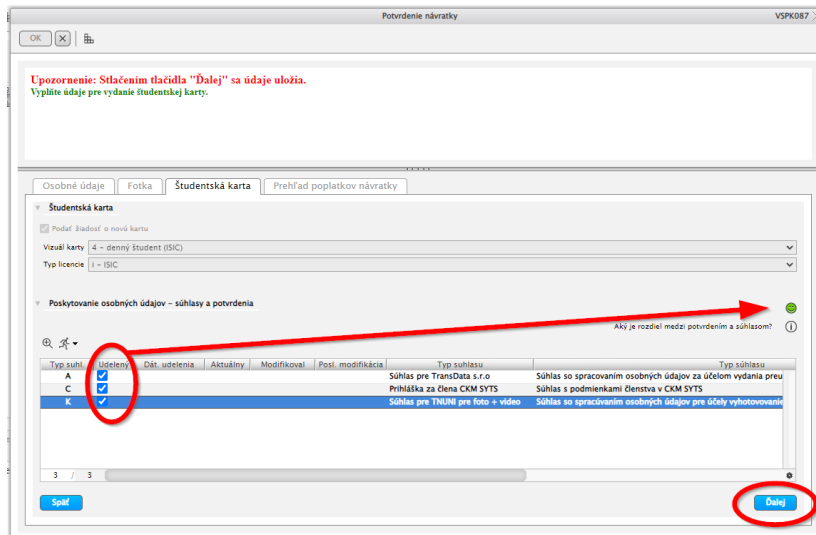 Potvrdenie návratky VSPK087
OK
Upozornenie: Stlačením tlačidla "Ďalej" sa údaje uložia.
Vyplňte údaje pre vydanie študentskej karty.
Osobné údaje Fotka Študentská karta Prehľad poplatkov návratky
Študentská karta
Podať žiadosť o novú kartu
Vizuál karty 4 - denný študent (ISIC)
Typ licencie i - ISIC
Poskytovanie osobných údajov - súhlasy a potvrdenia
Aký je rozdiel medzi potvrdením a súhlasom?
Typ suhl. Udelený Dát. udelenia Aktuálny Modifikoval Posl. modifikácia Typ suhlasu Typ súhlasu
A Súhlas pre TransData s.r.o Súhlas so spracovaním osobných údajov za účelom vydania preu
C Prihláška za člena CKM SYTS Súhlas s podmienkami členstva v CKM SYTS
K Súhlas pre TNUNI pre foto + video Súhlas so spracúvaním osobných údajov pre účely vyhotovovanie
3 / 3
Späť Ďalej